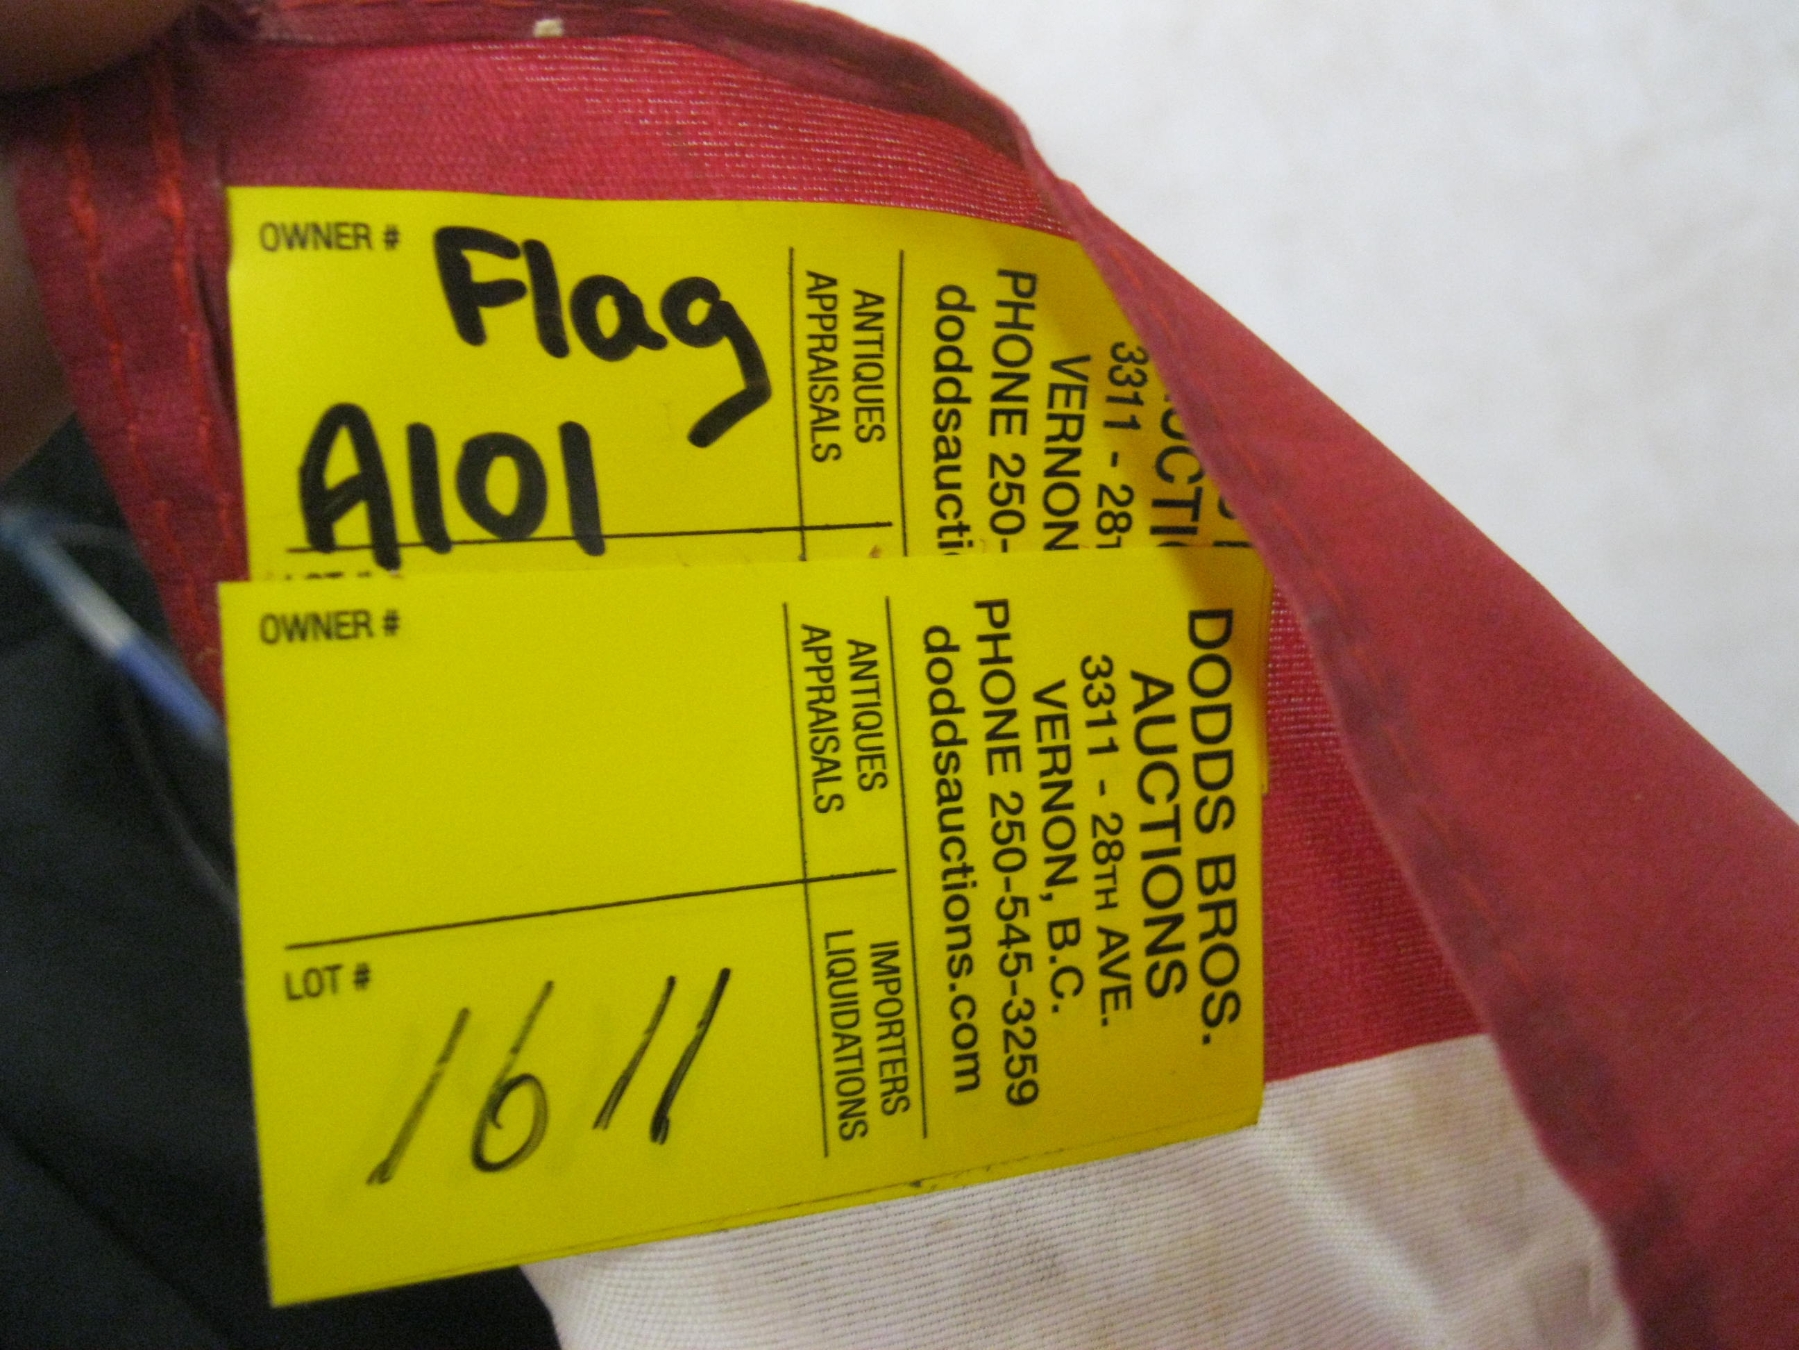 OWNER #
Flag
A101
ANTIQUES
APPRAISALS
3311 - 28T
VERNON
PHONE 250-
doddsaucti
OWNER #
LOT #
1611
ANTIQUES
APPRAISALS
IMPORTERS
LIQUIDATIONS
DODDS BROS.
AUCTIONS
3311 - 28TH AVE.
VERNON, B.C.
PHONE 250-545-3259
doddsauctions.com